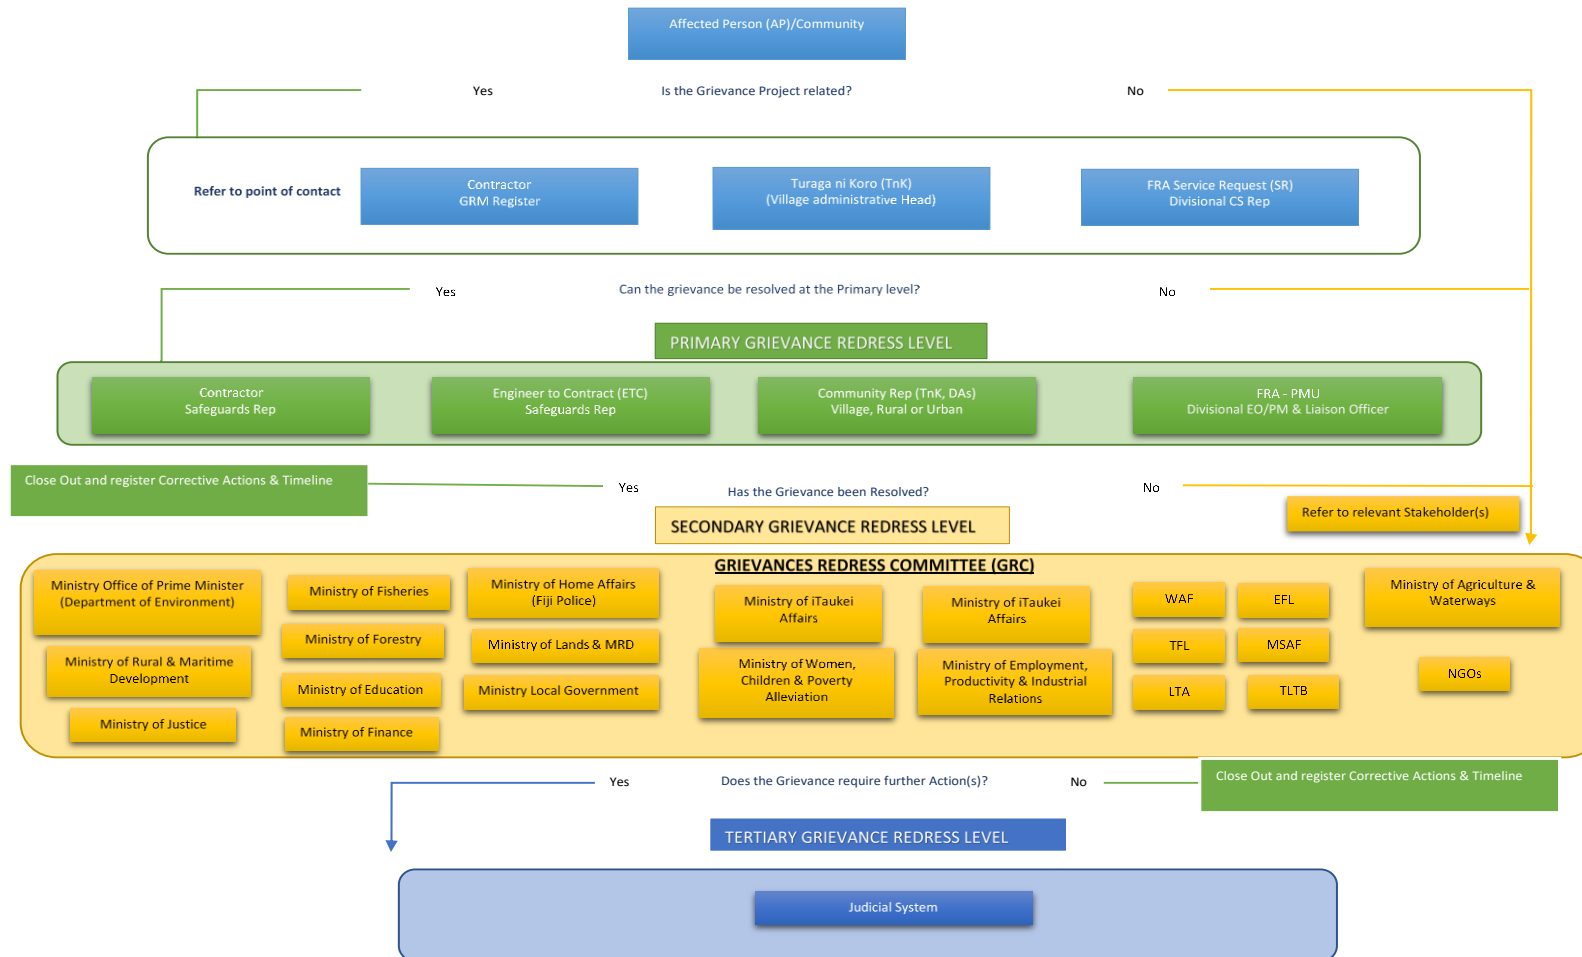 Affected Person (AP)/Community
Yes
Is the Grievance Project related?
No
Refer to point of contact
Contractor
GRM Register
Turaga ni Koro (TnK)
(Village administrative Head)
FRA Service Request (SR)
Divisional CS Rep
Yes
Can the grievance be resolved at the Primary level?
No
PRIMARY GRIEVANCE REDRESS LEVEL
Contractor
Safeguards Rep
Engineer to Contract (ETC)
Safeguards Rep
Community Rep (TnK, DAs)
Village, Rural or Urban
FRA - PMU
Divisional EO/PM & Liaison Officer
Close Out and register Corrective Actions & Timeline
Yes
Has the Grievance been Resolved?
No
Refer to relevant Stakeholder(s)
SECONDARY GRIEVANCE REDRESS LEVEL
GRIEVANCES REDRESS COMMITTEE (GRC)
Ministry Office of Prime Minister
(Department of Environment)
Ministry of Rural & Maritime
Development
Ministry of Justice
Ministry of Fisheries
Ministry of Forestry
Ministry of Education
Ministry of Finance
Ministry of Home Affairs
(Fiji Police)
Ministry of Lands & MRD
Ministry Local Government
Ministry of iTaukei
Affairs
Ministry of Women,
Children & Poverty
Alleviation
Ministry of iTaukei
Affairs
Ministry of Employment,
Productivity & Industrial
Relations
WAF
TFL
LTA
EFL
MSAF
TLTB
Ministry of Agriculture &
Waterways
NGOs
Yes
Does the Grievance require further Action(s)?
No
Close Out and register Corrective Actions & Timeline
TERTIARY GRIEVANCE REDRESS LEVEL
Judicial System